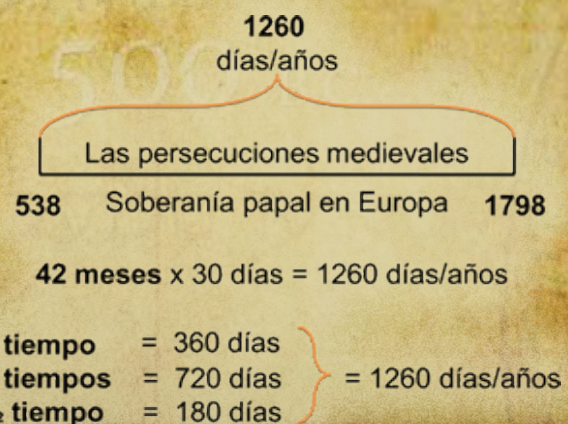 1260
días/años
Las persecuciones medievales
538 Soberanía papal en Europa 1798
42 meses x 30 días = 1260 días/años
tiempo = 360 días
tiempos = 720 días = 1260 días/años
tiempo = 180 días